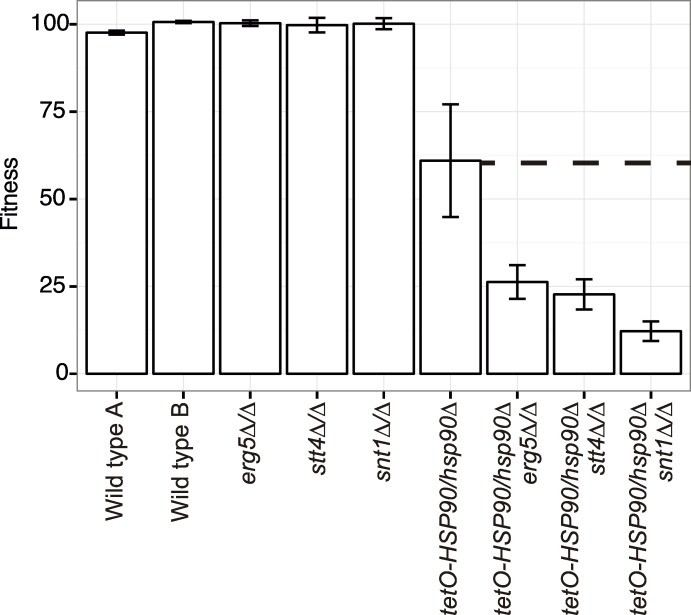 100
75
50
25
0
Fitness
Wild type A
Wild type B
erg5Δ/Δ
stt4Δ/Δ
snt1Δ/Δ
tetO-HSP90/hsp90Δ
tetO-HSP90/hsp90Δ
erg5Δ/Δ
tetO-HSP90/hsp90Δ
stt4Δ/Δ
tetO-HSP90/hsp90Δ
snt1Δ/Δ